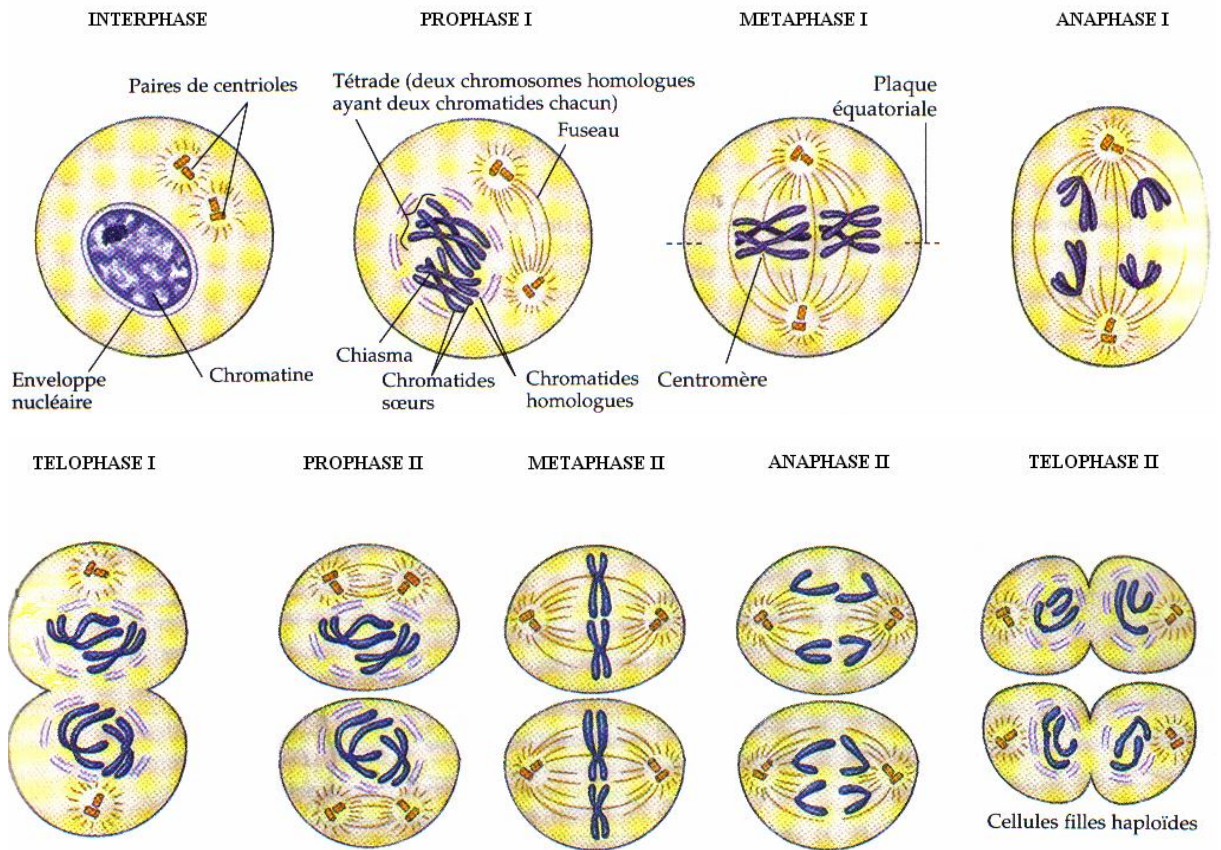 INTERPHASE
PROPHASE I
METAPHASE I
ANAPHASE I
Paires de centrioles
Tétrade (deux chromosomes homologues
ayant deux chromatides chacun)
Fuseau
Plaque
équatoriale
Enveloppe
nucléaire
Chromatine
Chiasma
Chromatides
sœurs
Chromatides
homologues
Centromère
TELOPHASE I
PROPHASE II
METAPHASE II
ANAPHASE II
TELOPHASE II
Cellules filles haploïdes